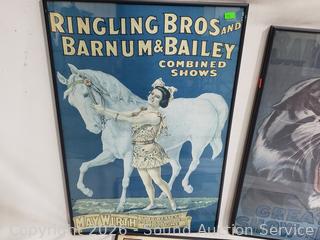 RINGLING BROS AND
BARNUM & BAILEY
COMBINED
SHOWS
MAY WIRTH
Copyright 2026 - Sound Auction Service